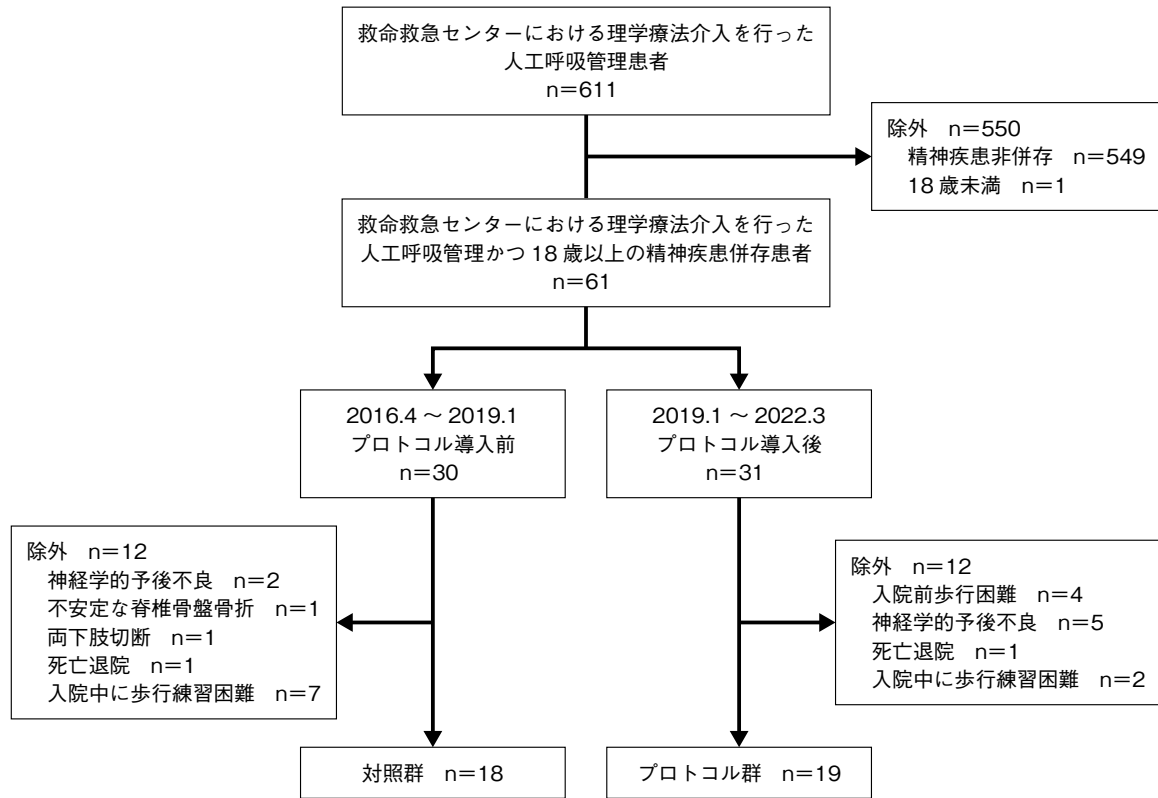 救命救急センターにおける理学療法介入を行った
人工呼吸管理患者
n=611
除外　n=550
精神疾患非併存　n=549
18歳未満　n=1
救命救急センターにおける理学療法介入を行った
人工呼吸管理かつ18歳以上の精神疾患併存患者
n=61
2016.4 〜 2019.1
プロトコル導入前
n=30
2019.1 〜 2022.3
プロトコル導入後
n=31
除外　n=12
神経学的予後不良　n=2
不安定な脊椎骨盤骨折　n=1
両下肢切断　n=1
死亡退院　n=1
入院中に歩行練習困難　n=7
除外　n=12
入院前歩行困難　n=4
神経学的予後不良　n=5
死亡退院　n=1
入院中に歩行練習困難　n=2
対照群　n=18
プロトコル群　n=19